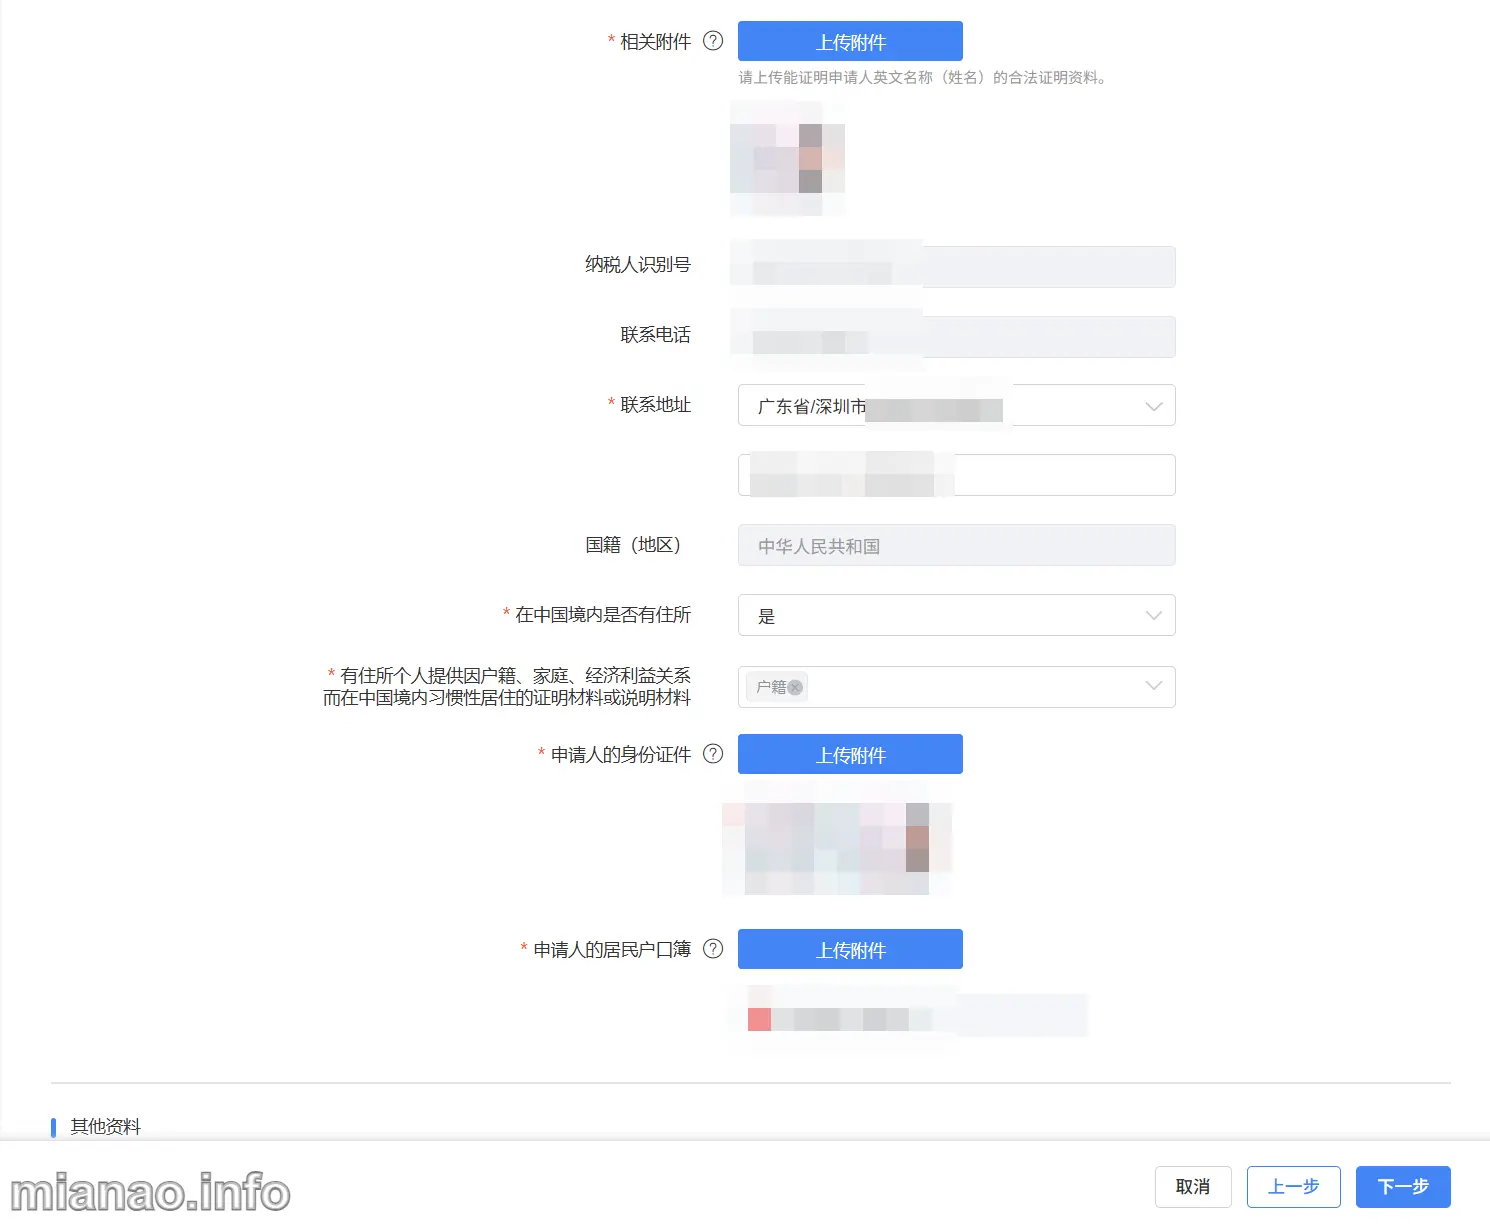 * 相关附件 ? 上传附件
请上传能证明申请人英文名称（姓名）的合法证明资料。
纳税人识别号
联系电话
* 联系地址 广东省/深圳市
国籍（地区） 中华人民共和国
* 在中国境内是否有住所 是
* 有住所个人提供因户籍、家庭、经济利益关系
而在中国境内习惯性居住的证明材料或说明材料 户籍
* 申请人的身份证件 ? 上传附件
* 申请人的居民户口簿 ? 上传附件
其他资料
mianao.info
取消 上一步 下一步